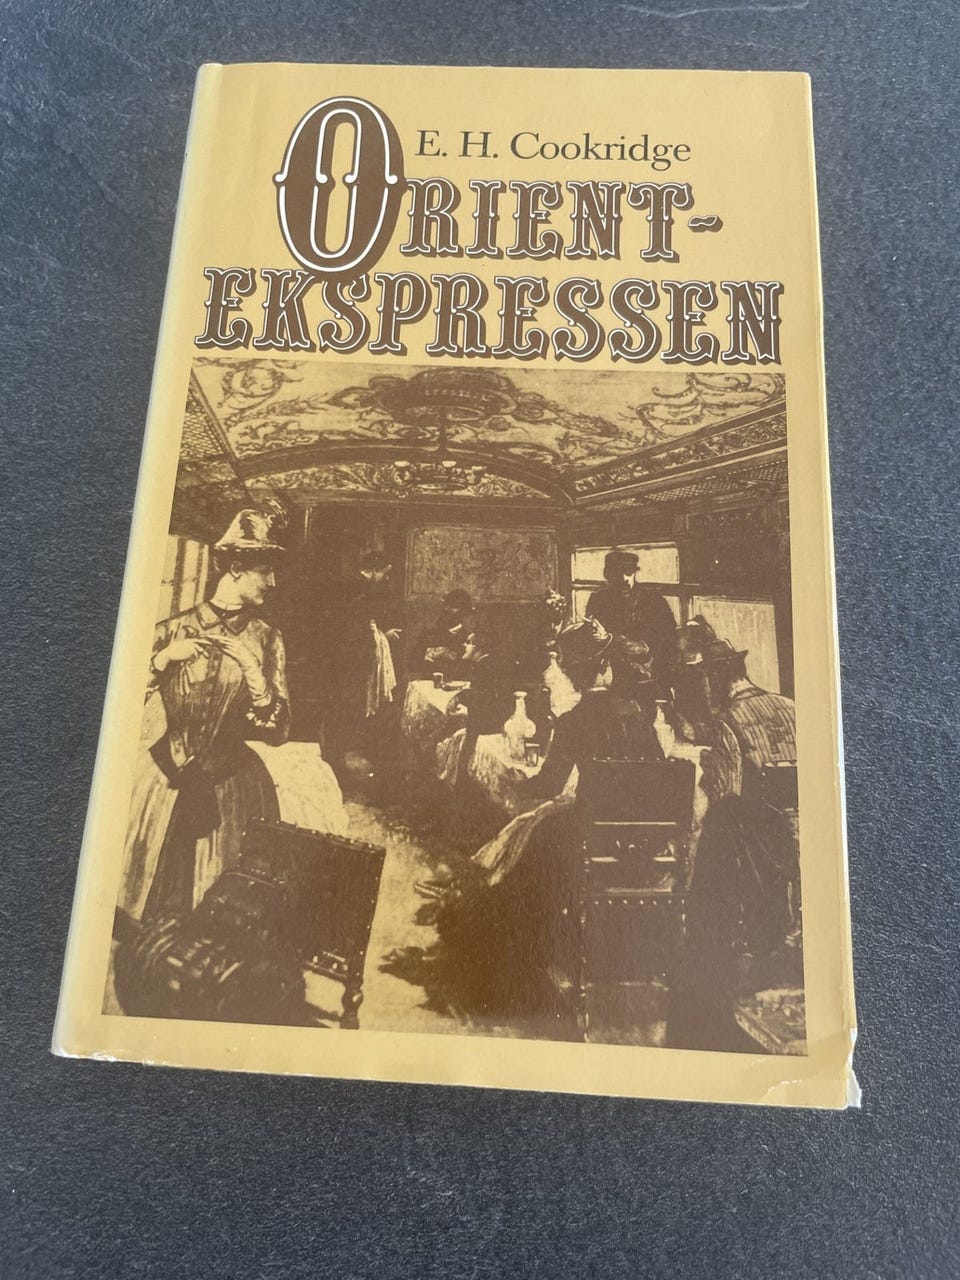 E. H. Cookridge
ORIENT-
EKSPRESSEN